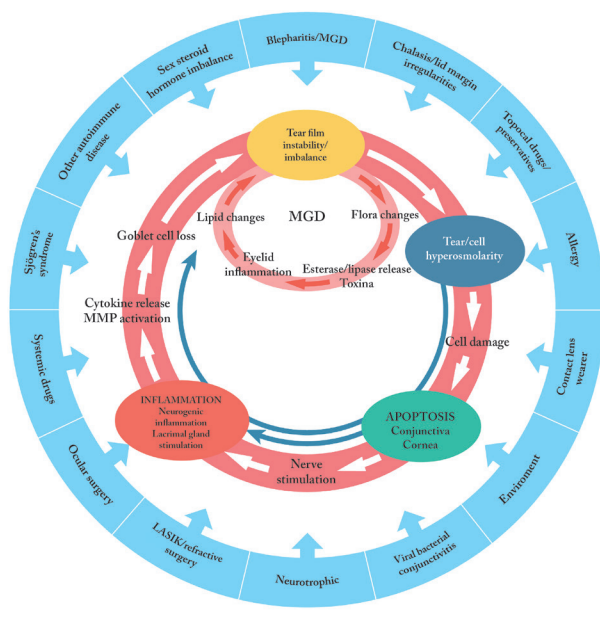 Blepharitis/MGD
Chalasis/lid margin
irregularities
Topocal drugs/
preservatives
Allergy
Contact lens
wearer
Enviroment
Viral bacterial
conjunctivitis
Neurotrophic
LASIK/refractive
surgery
Ocular surgery
Systemic drugs
Sjögren's
syndrome
Other autoimmune
disease
Sex steroid
hormone imbalance
Tear film
instability/
imbalance
Lipid changes
MGD
Flora changes
Eyelid
inflammation
Esterase/lipase release
Toxina
Goblet cell loss
Tear/cell
hyperosmolarity
Cytokine release
MMP activation
Cell damage
INFLAMMATION
Neurogenic
inflammation
Lacrimal gland
stimulation
APOPTOSIS
Conjunctiva
Cornea
Nerve
stimulation